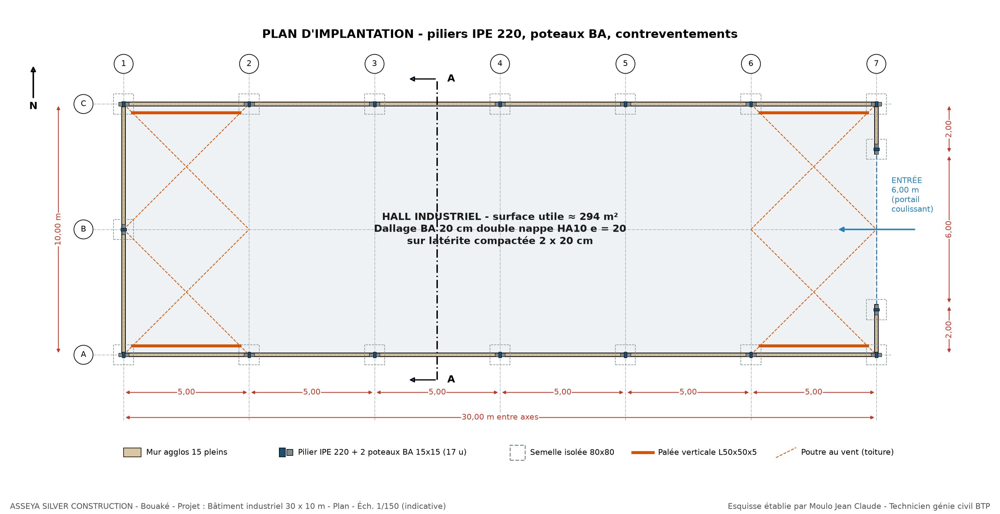 PLAN D'IMPLANTATION - piliers IPE 220, poteaux BA, contreventements
1
2
3
4
5
6
7
N
A
C
2,00
ENTRÉE
6,00 m
(portail
coulissant)
HALL INDUSTRIEL - surface utile ≈ 294 m²
Dallage BA 20 cm double nappe HA10 e = 20
sur latérite compactée 2 x 20 cm
10,00 m
B
6,00
2,00
A
A
5,00
5,00
5,00
5,00
5,00
5,00
30,00 m entre axes
Mur agglos 15 pleins
Pilier IPE 220 + 2 poteaux BA 15x15 (17 u)
Semelle isolée 80x80
Palée verticale L50x50x5
Poutre au vent (toiture)
ASSEYA SILVER CONSTRUCTION - Bouaké - Projet : Bâtiment industriel 30 x 10 m - Plan - Éch. 1/150 (indicative)
Esquisse établie par Moulo Jean Claude - Technicien génie civil BTP